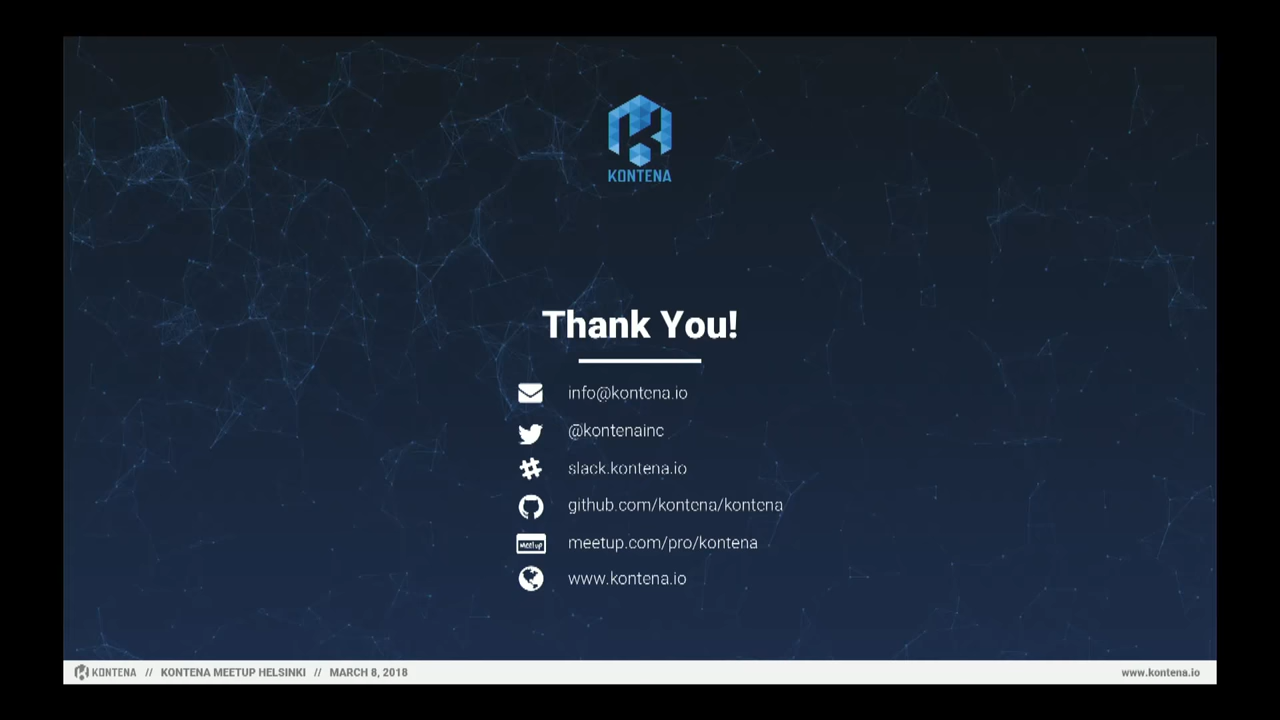 KONTENA
Thank You!
info@kontena.io
@kontenainc
slack.kontena.io
github.com/kontena/kontena
meetup
meetup.com/pro/kontena
www.kontena.io
KONTENA // KONTENA MEETUP HELSINKI // MARCH 8, 2018
www.kontena.io